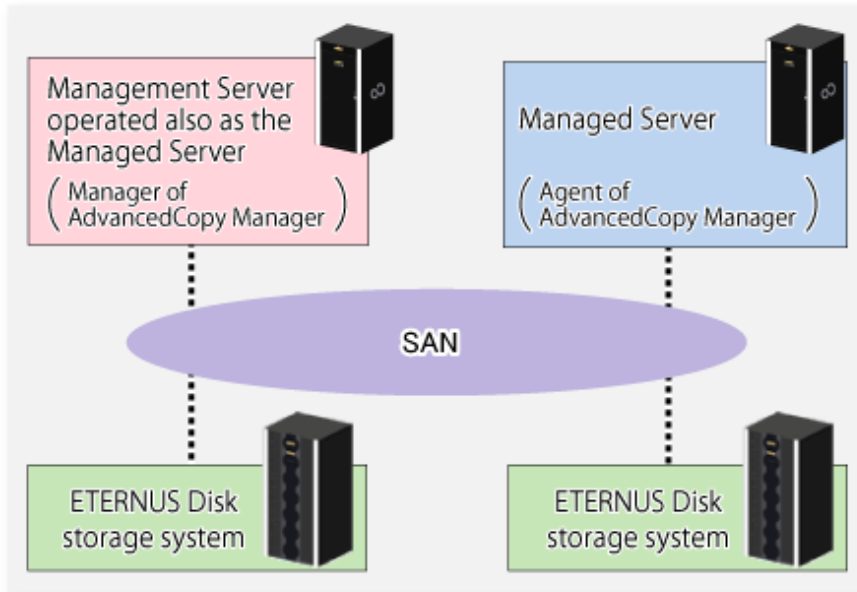 Management Server
operated also as the
Managed Server
( Manager of
AdvancedCopy Manager )
Managed Server
( Agent of
AdvancedCopy Manager )
SAN
ETERNUS Disk
storage system
ETERNUS Disk
storage system